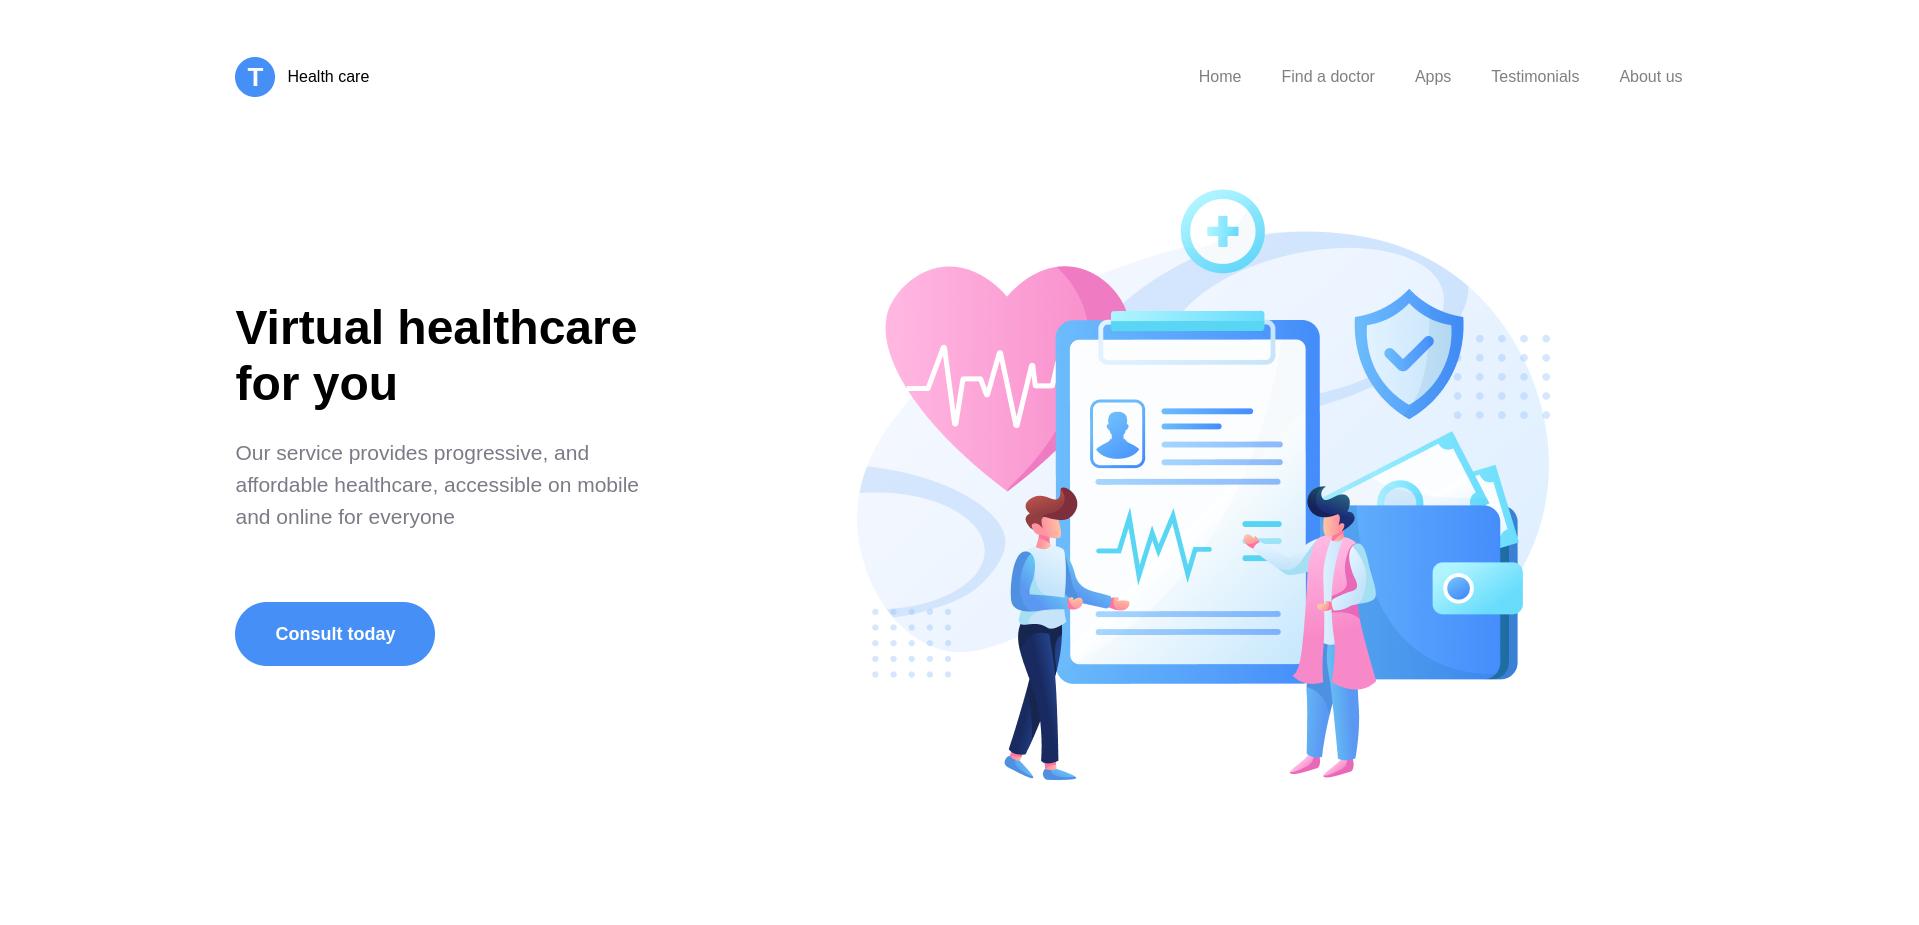 T
Health care
Home
Find a doctor
Apps
Testimonials
About us
Virtual healthcare
for you
Our service provides progressive, and
affordable healthcare, accessible on mobile
and online for everyone
Consult today